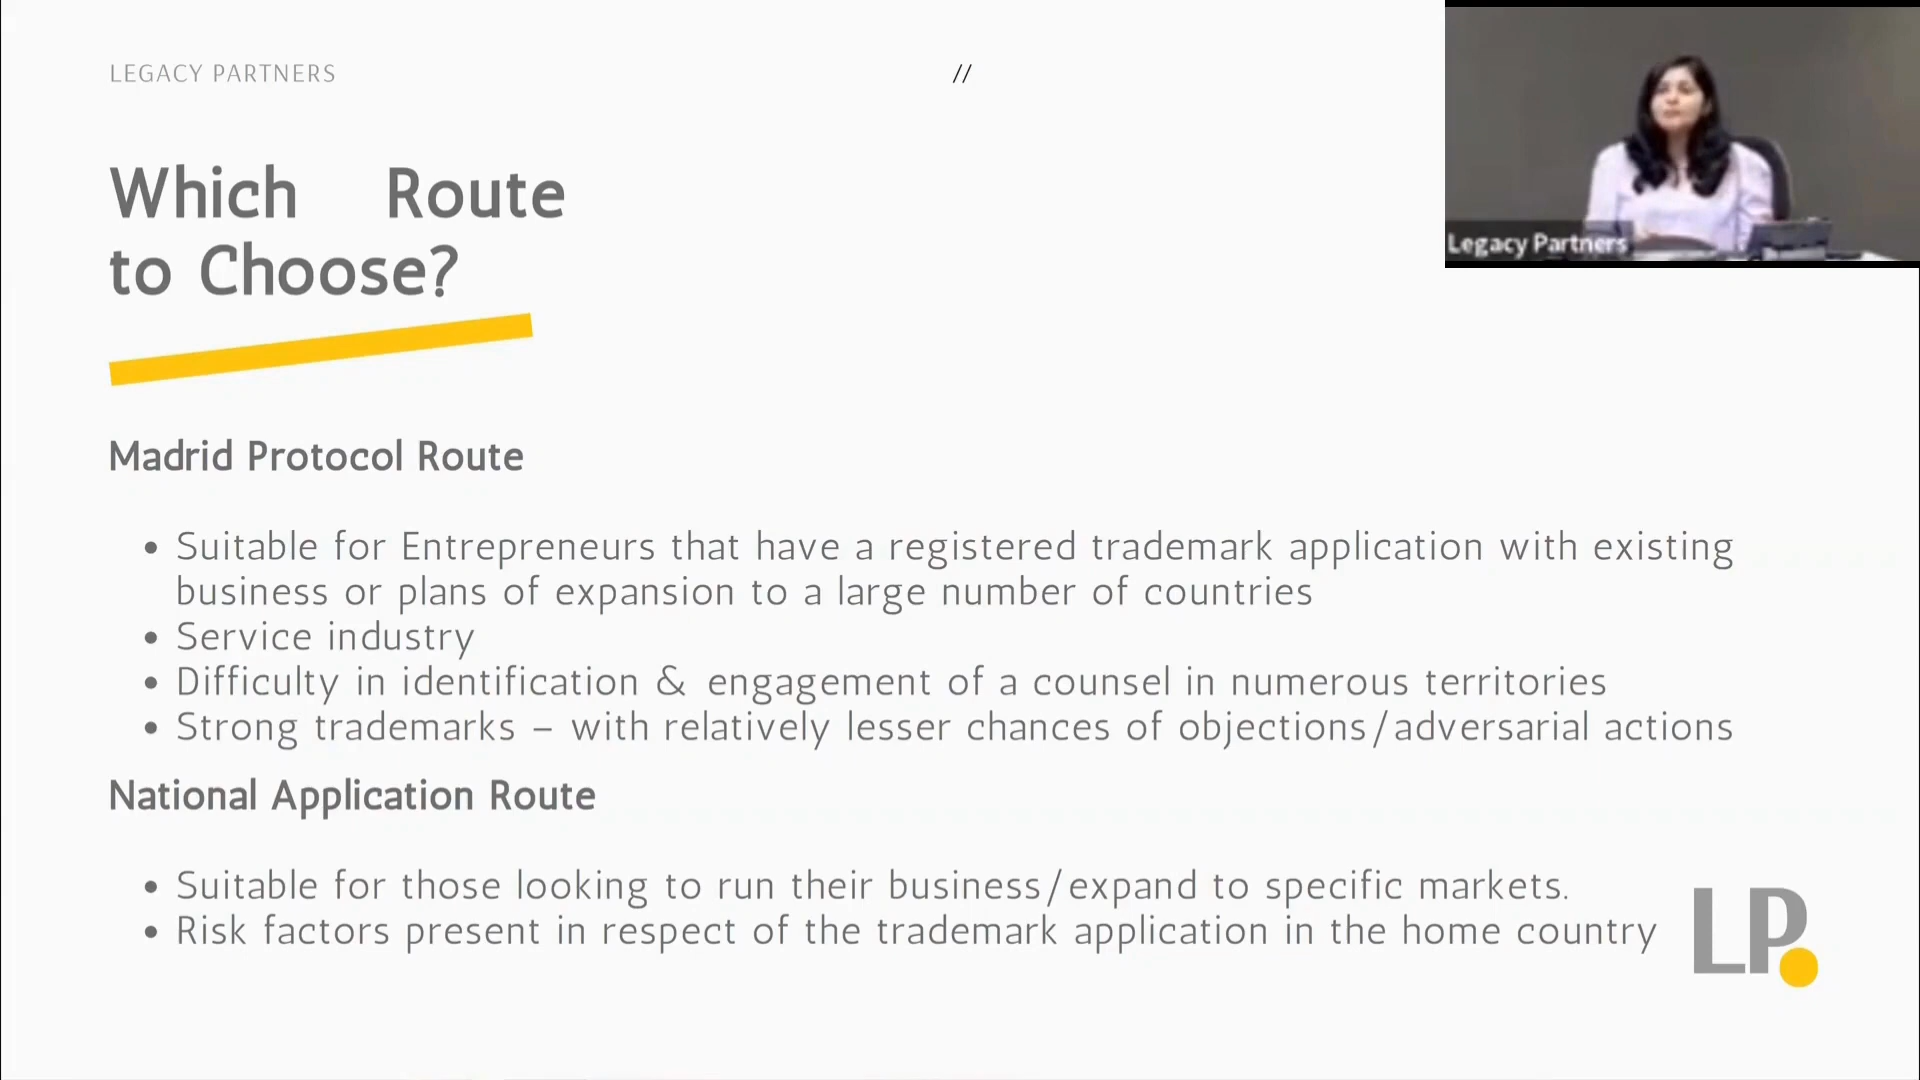 LEGACY PARTNERS
//
Legacy Partners
Which Route
to Choose?
Madrid Protocol Route
• Suitable for Entrepreneurs that have a registered trademark application with existing
business or plans of expansion to a large number of countries
• Service industry
• Difficulty in identification & engagement of a counsel in numerous territories
• Strong trademarks – with relatively lesser chances of objections/adversarial actions
National Application Route
• Suitable for those looking to run their business/expand to specific markets.
• Risk factors present in respect of the trademark application in the home country
LP.